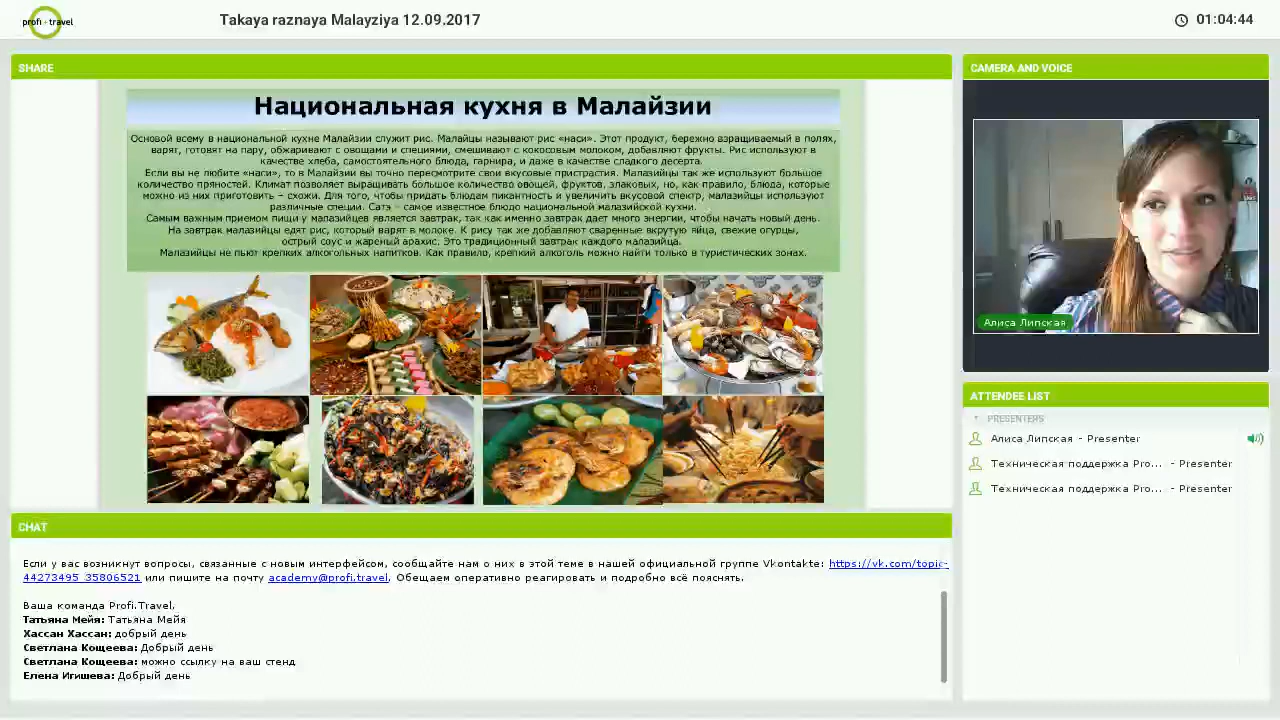 profi travel
Takaya raznaya Malayziya 12.09.2017
01:04:44
SHARE
Национальная кухня в Малайзии
Основой всему в национальной кухне Малайзии служит рис. Малайцы называют рис «наси». Этот продукт, бережно взращиваемый в полях,
варят, готовят на пару, обжаривают с овощами и специями, смешивают с кокосовым молоком, добавляют фрукты. Рис используют в
качестве хлеба, самостоятельного блюда, гарнира, и даже в качестве сладкого десерта.
Если вы не любите «наси», то в Малайзии вы точно пересмотрите свои вкусовые пристрастия. Малазийцы так же используют большое
количество пряностей. Климат позволяет выращивать большое количество овощей, фруктов, злаковых, но, как правило, блюда, которые
можно из них приготовить – схожи. Для того, чтобы придать блюдам пикантность и увеличить вкусовой спектр, малазийцы используют
различные специи. Сатэ – самое известное блюдо национальной малазийской кухни.
Самым важным приемом пищи у малазийцев является завтрак, так как именно завтрак дает много энергии, чтобы начать новый день.
На завтрак малазийцы едят рис, который варят в молоке. К рису так же добавляют сваренные вкрутую яйца, свежие огурцы,
острый соус и жареный арахис. Это традиционный завтрак каждого малазийца.
Малазийцы не пьют крепких алкогольных напитков. Как правило, крепкий алкоголь можно найти только в туристических зонах.
CAMERA AND VOICE
Алиса Липская
ATTENDEE LIST
PRESENTERS
Алиса Липская - Presenter
Техническая поддержка Pro... - Presenter
Техническая поддержка Pro... - Presenter
CHAT
Если у вас возникнут вопросы, связанные с новым интерфейсом, сообщайте нам о них в этой теме в нашей официальной группе Vkontakte: https://vk.com/topic-
44273495_35806521 или пишите на почту academy@profi.travel. Обещаем оперативно реагировать и подробно всё пояснять.
Ваша команда Profi.Travel,
Татьяна Мейя: Татьяна Мейя
Хассан Хассан: добрый день
Светлана Кощеева: Добрый день
Светлана Кощеева: можно ссылку на ваш стенд
Елена Игишева: Добрый день